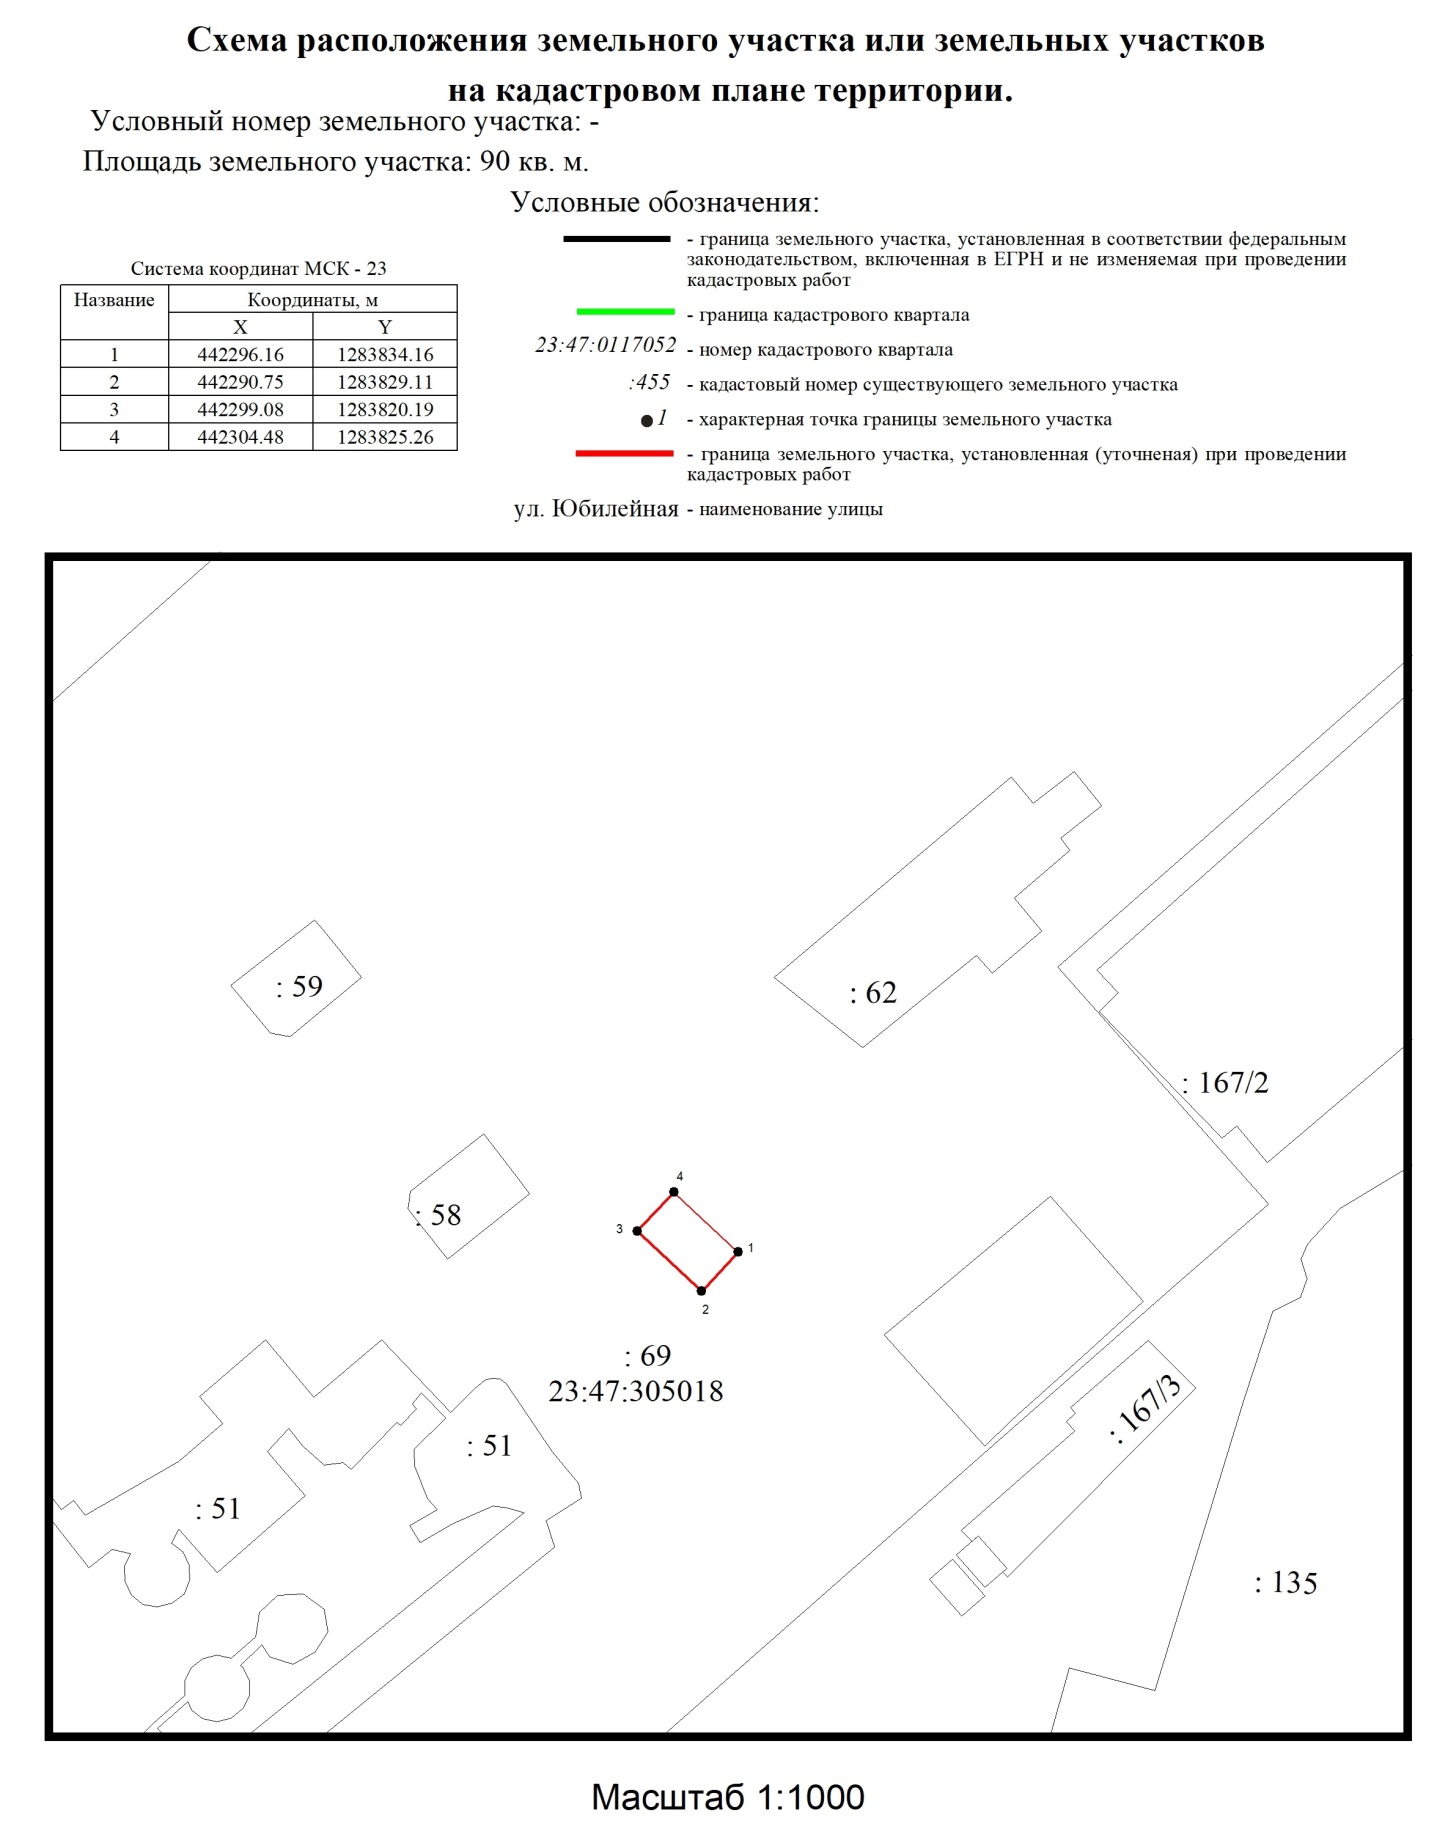 Схема расположения земельного участка или земельных участков
на кадастровом плане территории.
Условный номер земельного участка: -
Площадь земельного участка: 90 кв. м.
Условные обозначения:
- граница земельного участка, установленная в соответствии федеральным
законодательством, включенная в ЕГРН и не изменяемая при проведении
кадастровых работ
- граница кадастрового квартала
23:47:0117052 - номер кадастрового квартала
:455 - кадастовый номер существующего земельного участка
1 - характерная точка границы земельного участка
- граница земельного участка, установленная (уточненая) при проведении
кадастровых работ
ул. Юбилейная - наименование улицы
Система координат МСК - 23
Название Координаты, м
X Y
1 442296.16 1283834.16
2 442290.75 1283829.11
3 442299.08 1283820.19
4 442304.48 1283825.26
: 59
: 62
: 167/2
4
: 58
3
1
2
: 69
23:47:305018
: 167/3
: 51
: 51
: 135
Масштаб 1:1000